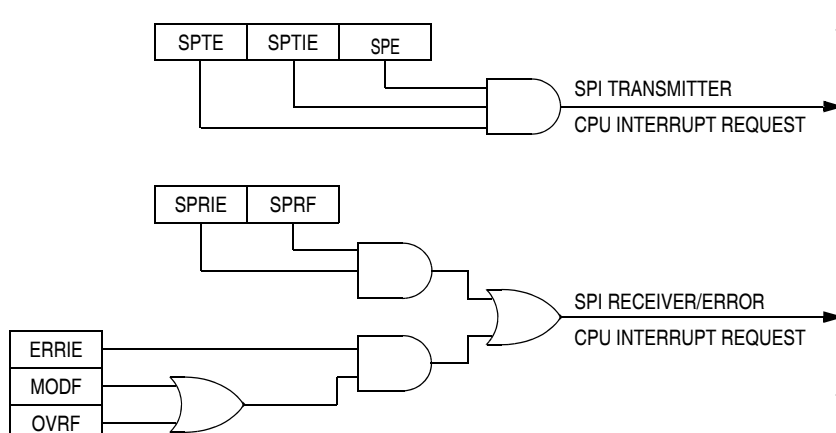 SPTE SPTIE SPE
SPI TRANSMITTER
CPU INTERRUPT REQUEST
SPRIE SPRF
SPI RECEIVER/ERROR
CPU INTERRUPT REQUEST
ERRIE
MODF
OVRF